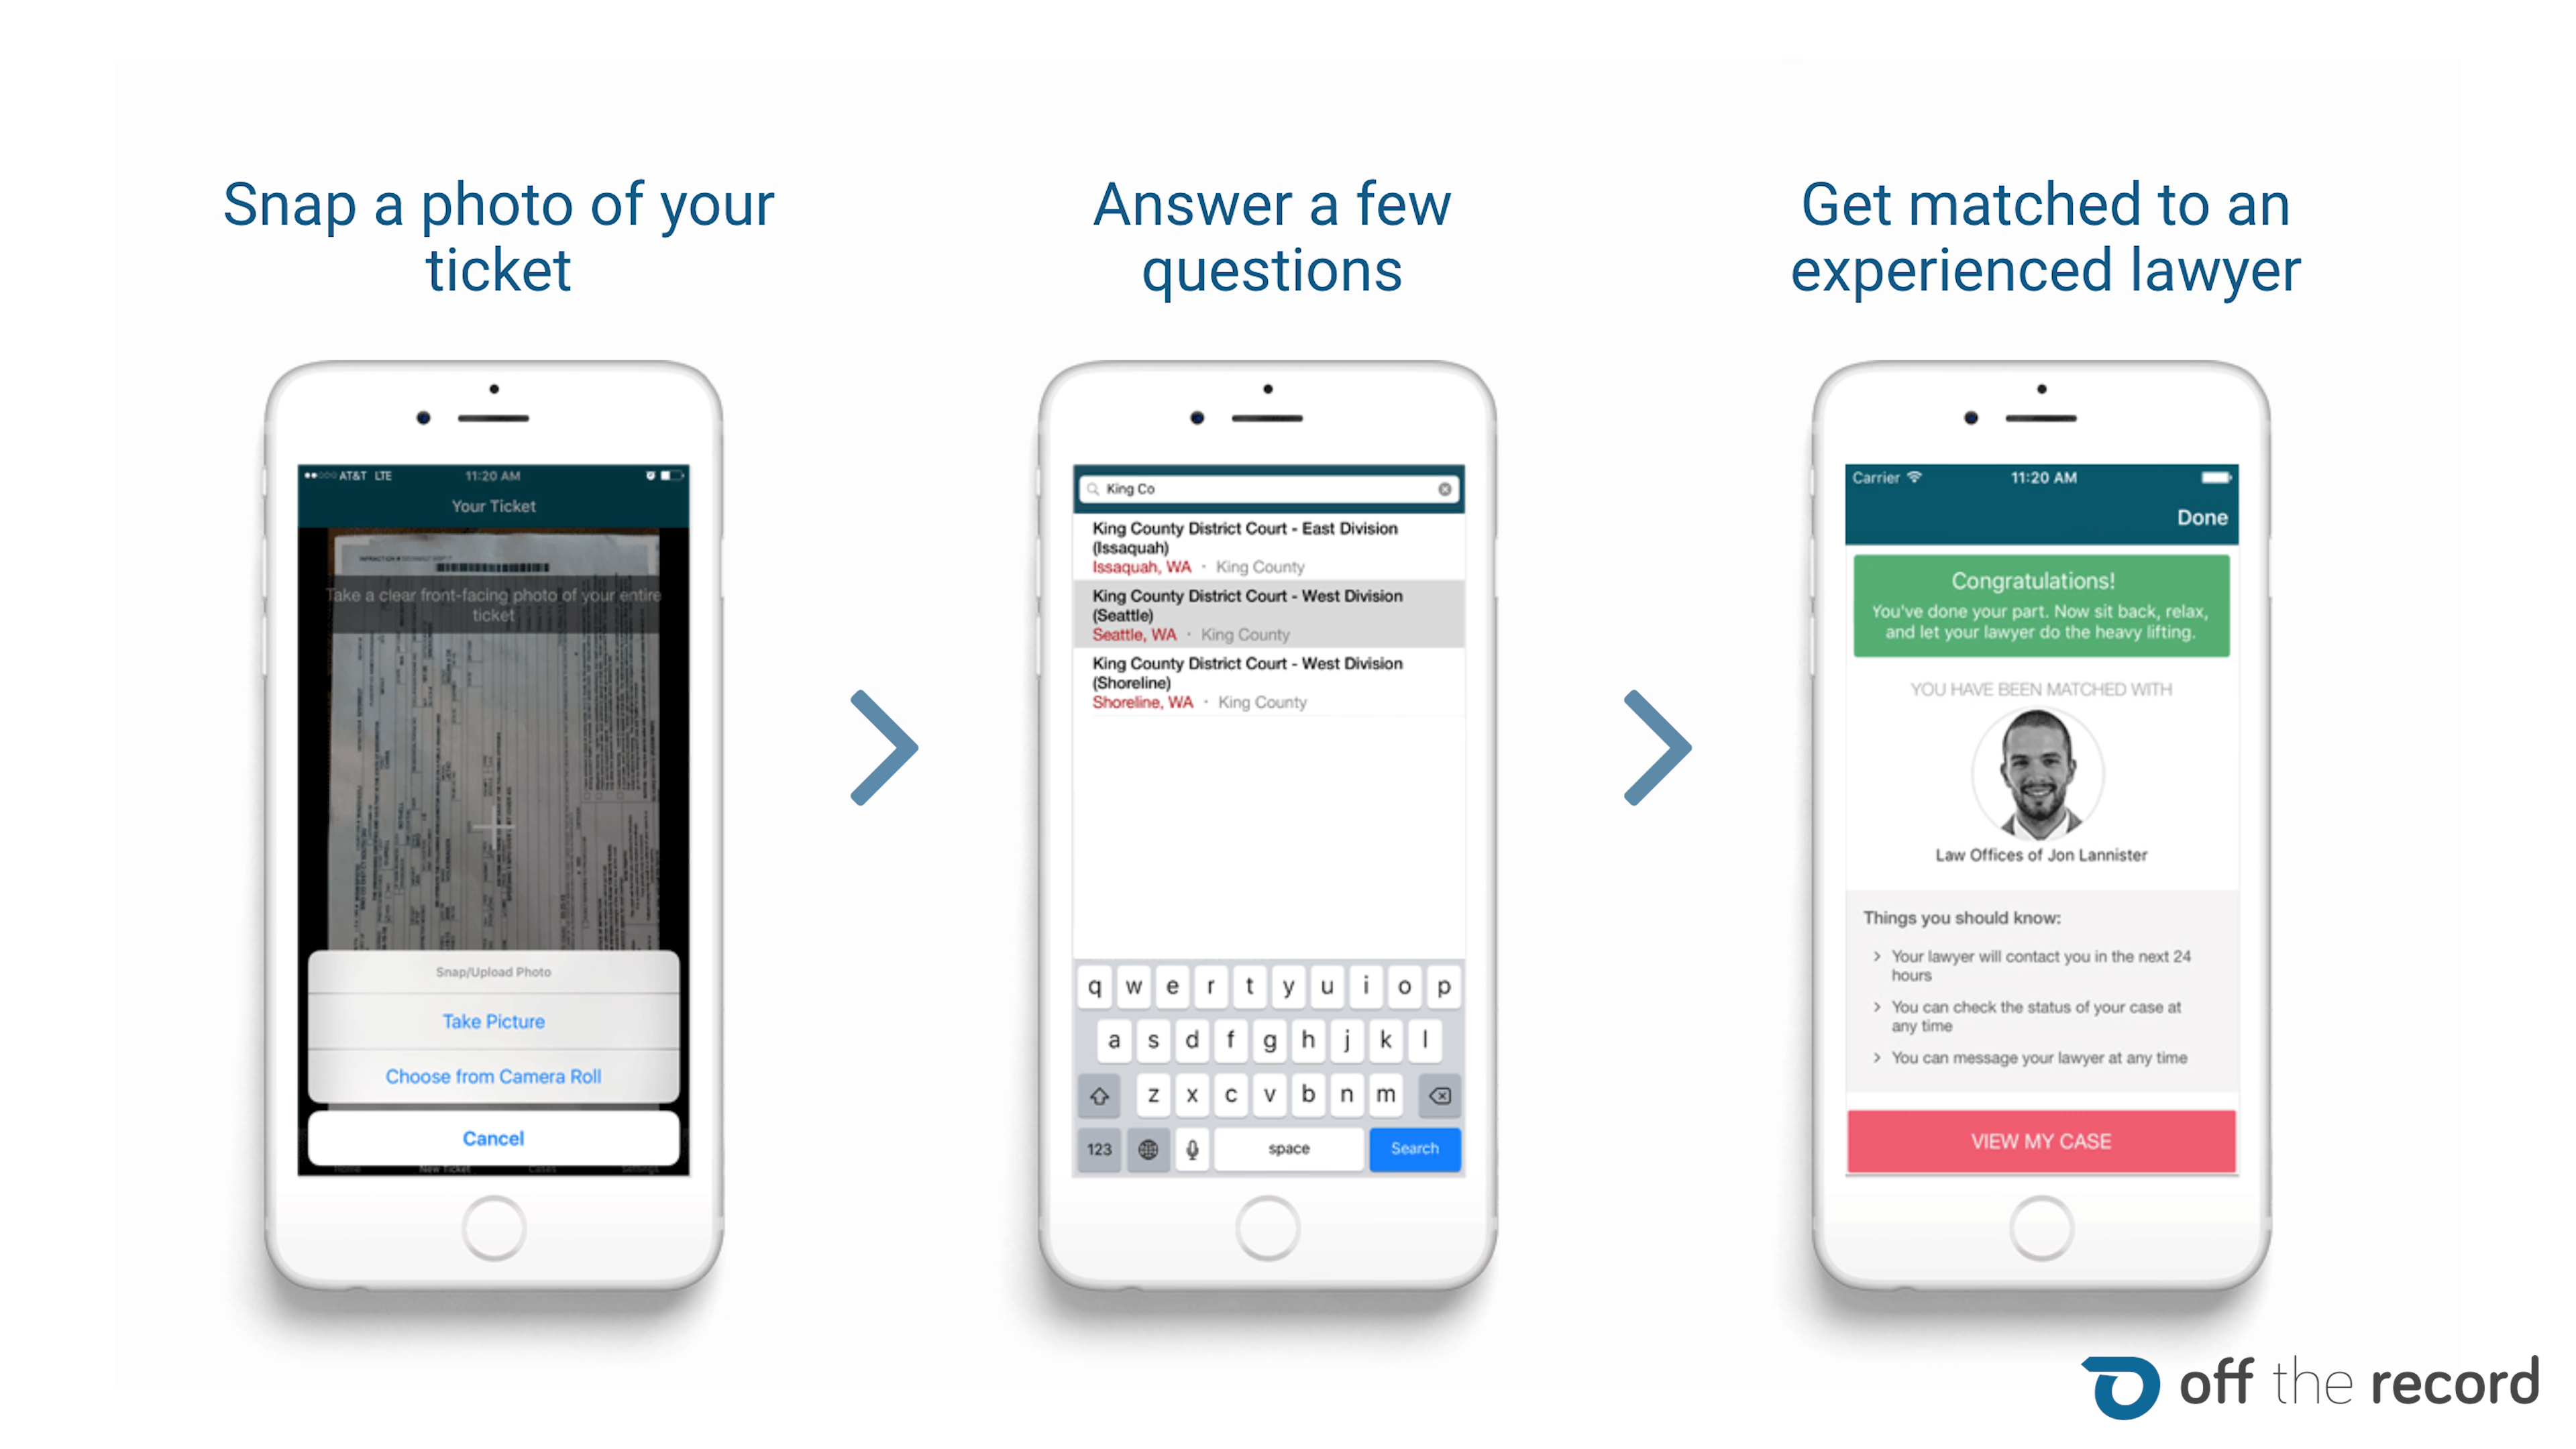 Snap a photo of your
ticket
AT&T LTE
11:20 AM
Your Ticket
Take a clear front-facing photo of your entire
ticket
Snap/Upload Photo
Take Picture
Choose from Camera Roll
Cancel
Home
New Ticket
Cases
Settings
Answer a few
questions
King Co
King County District Court - East Division
(Issaquah)
Issaquah, WA · King County
King County District Court - West Division
(Seattle)
Seattle, WA · King County
King County District Court - West Division
(Shoreline)
Shoreline, WA · King County
q w e r t y u i o p
a s d f g h j k l
z x c v b n m
123
space
Search
Get matched to an
experienced lawyer
Carrier
11:20 AM
Done
Congratulations!
You've done your part. Now sit back, relax,
and let your lawyer do the heavy lifting.
YOU HAVE BEEN MATCHED WITH
Law Offices of Jon Lannister
Things you should know:
> Your lawyer will contact you in the next 24
hours
> You can check the status of your case at
any time
> You can message your lawyer at any time
VIEW MY CASE
off the record